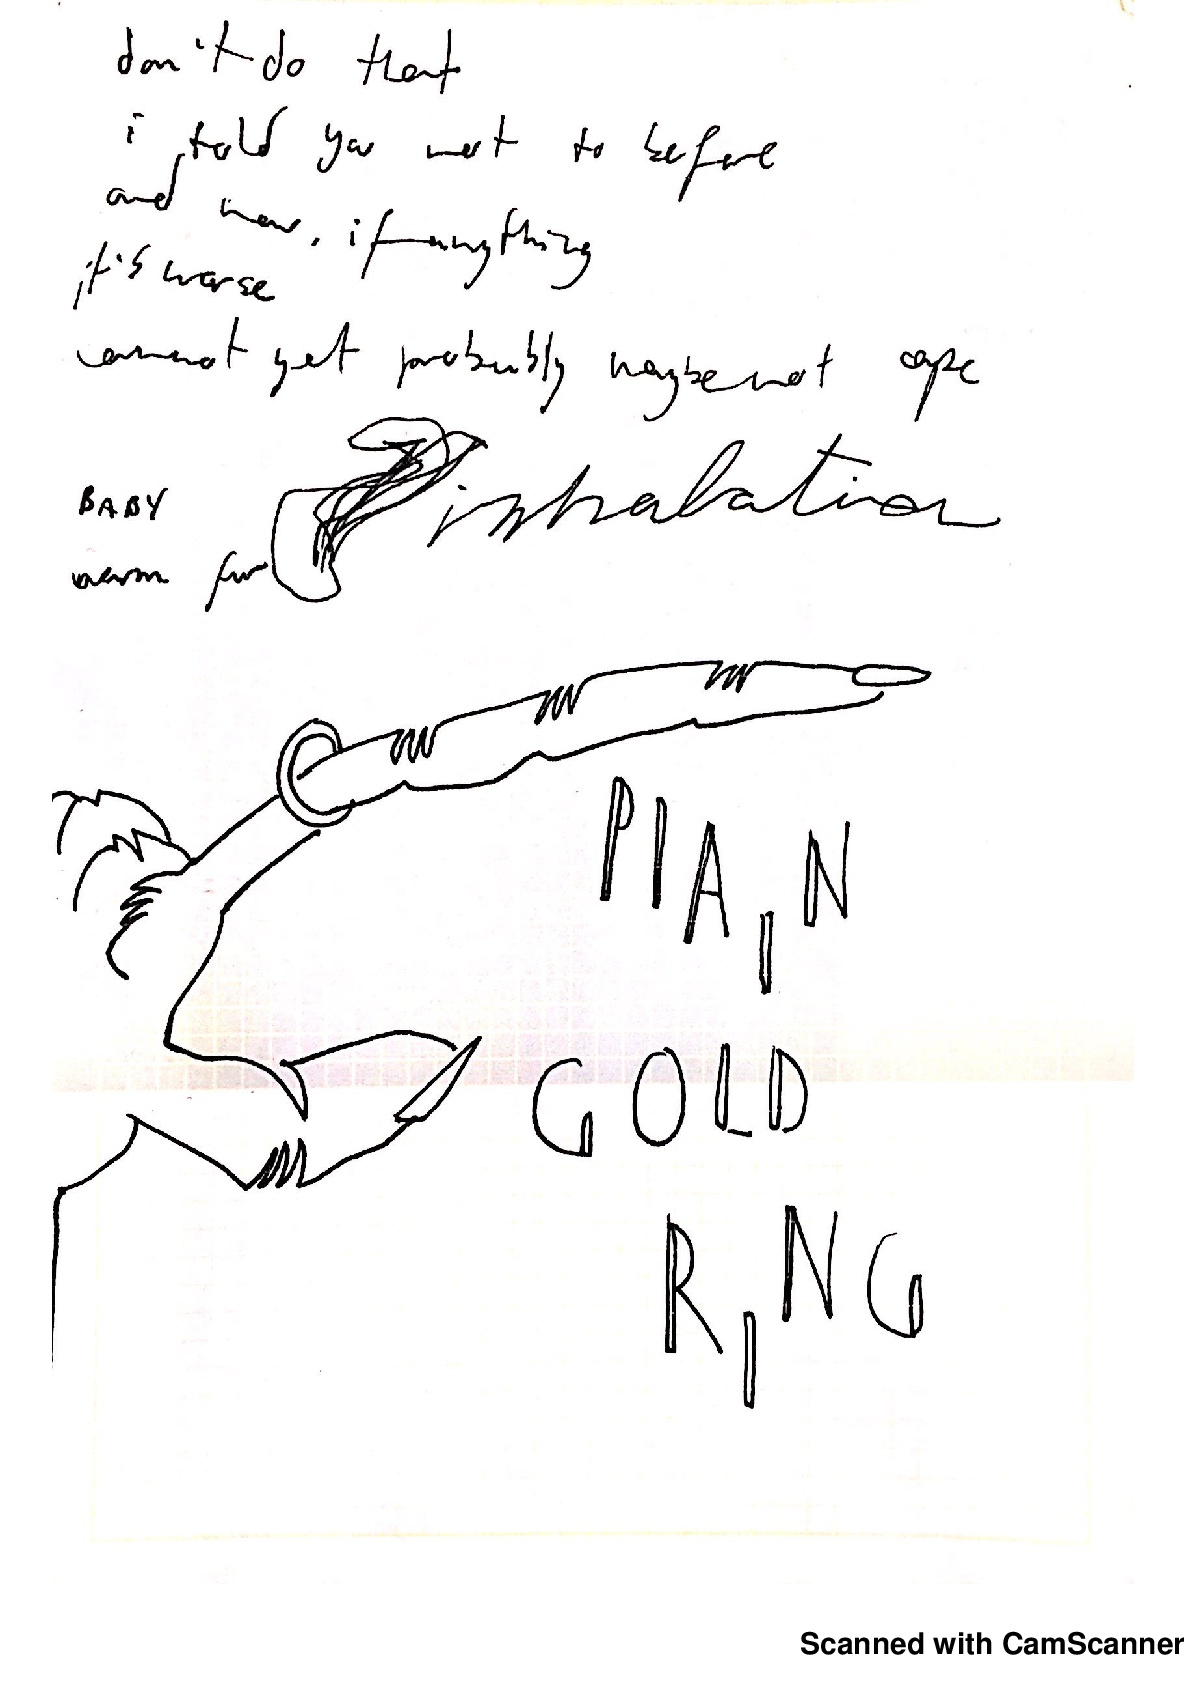 don't do that
i told you not to before
and now, if anything
it's worse
cannot yet probably maybe not cope
BABY inhalation
warm fur
PlAiN
GOLD
RiNG
Scanned with CamScanner